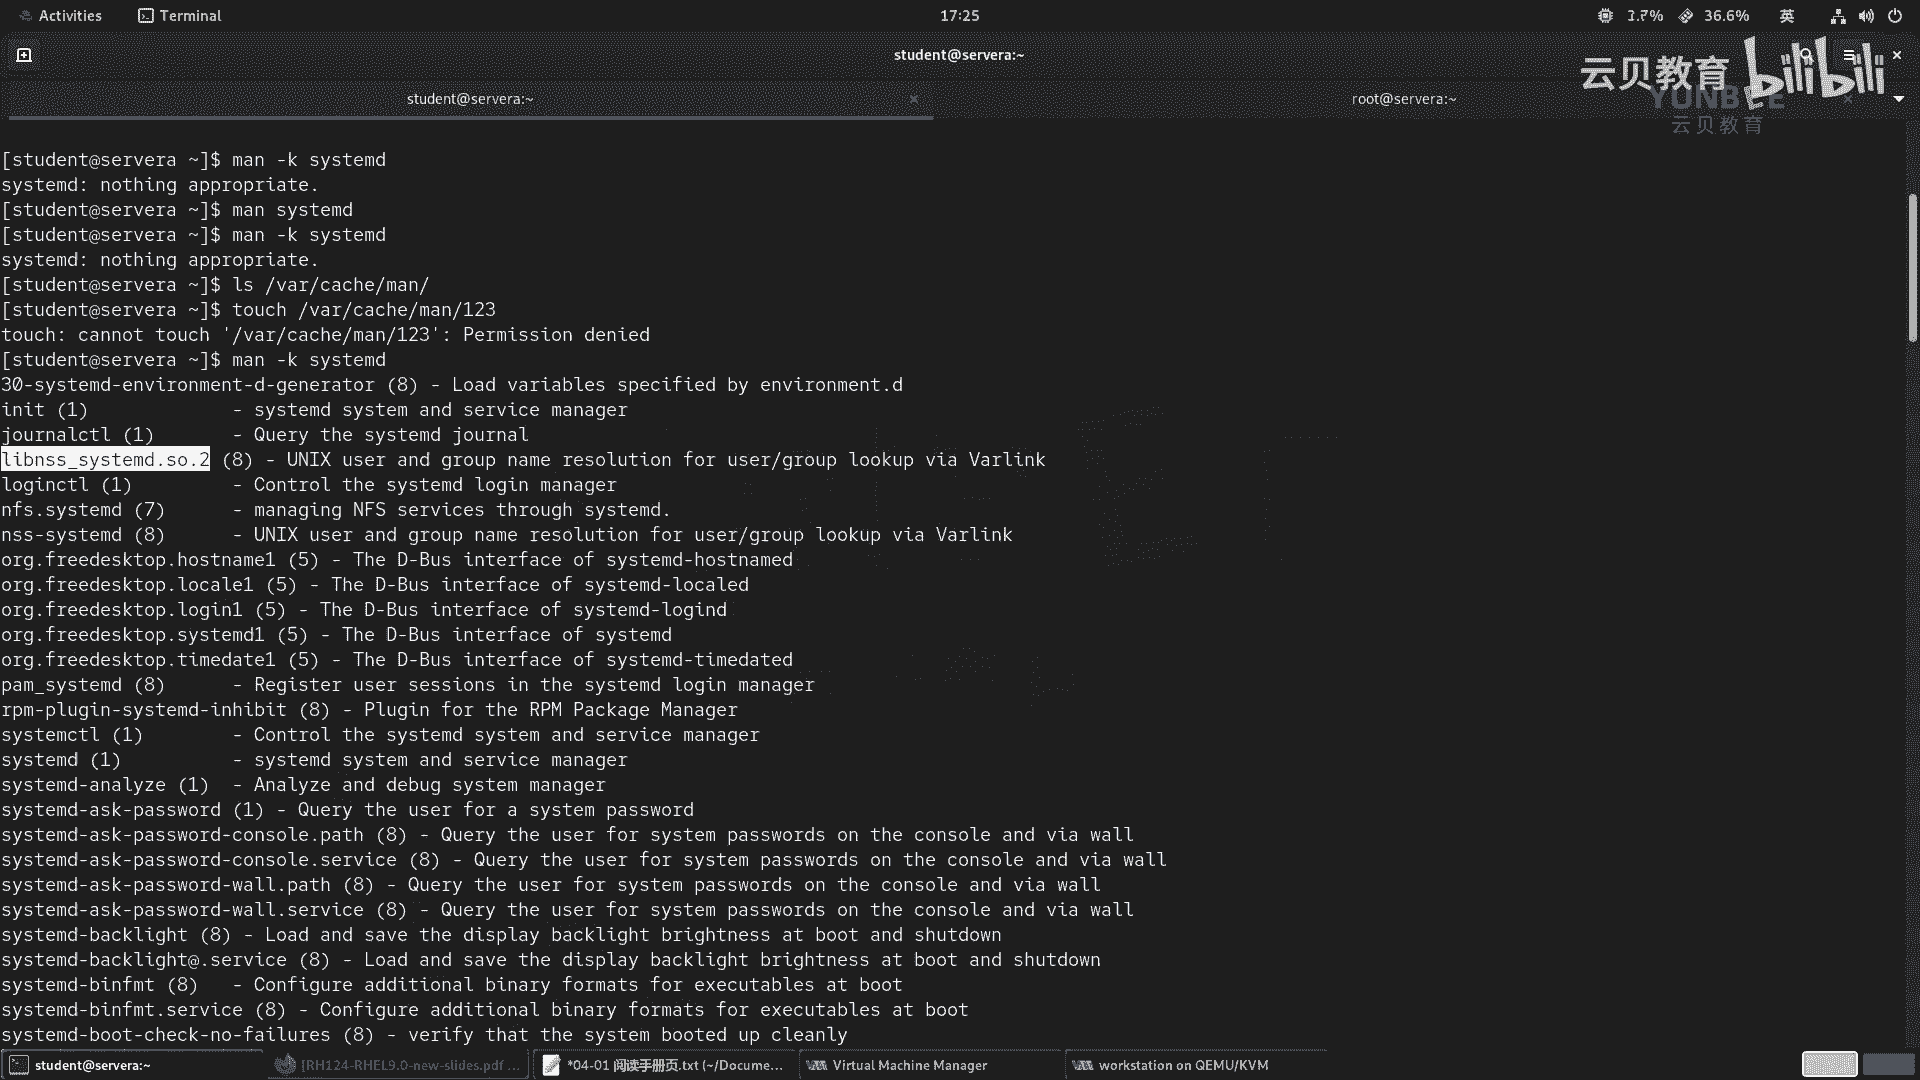 Activities
Terminal
17:25
36.6%
英
student@servera:~
云贝教育
bilibili
YUNBEE
云贝教育
student@servera:~
root@servera:~
[student@servera ~]$ man -k systemd
systemd: nothing appropriate.
[student@servera ~]$ man systemd
[student@servera ~]$ man -k systemd
systemd: nothing appropriate.
[student@servera ~]$ ls /var/cache/man/
[student@servera ~]$ touch /var/cache/man/123
touch: cannot touch '/var/cache/man/123': Permission denied
[student@servera ~]$ man -k systemd
30-systemd-environment-d-generator (8) - Load variables specified by environment.d
init (1)             - systemd system and service manager
journalctl (1)       - Query the systemd journal
libnss_systemd.so.2 (8) - UNIX user and group name resolution for user/group lookup via Varlink
loginctl (1)         - Control the systemd login manager
nfs.systemd (7)      - managing NFS services through systemd.
nss-systemd (8)      - UNIX user and group name resolution for user/group lookup via Varlink
org.freedesktop.hostname1 (5) - The D-Bus interface of systemd-hostnamed
org.freedesktop.locale1 (5) - The D-Bus interface of systemd-localed
org.freedesktop.login1 (5) - The D-Bus interface of systemd-logind
org.freedesktop.systemd1 (5) - The D-Bus interface of systemd
org.freedesktop.timedate1 (5) - The D-Bus interface of systemd-timedated
pam_systemd (8)      - Register user sessions in the systemd login manager
rpm-plugin-systemd-inhibit (8) - Plugin for the RPM Package Manager
systemctl (1)        - Control the systemd system and service manager
systemd (1)          - systemd system and service manager
systemd-analyze (1)  - Analyze and debug system manager
systemd-ask-password (1) - Query the user for a system password
systemd-ask-password-console.path (8) - Query the user for system passwords on the console and via wall
systemd-ask-password-console.service (8) - Query the user for system passwords on the console and via wall
systemd-ask-password-wall.path (8) - Query the user for system passwords on the console and via wall
systemd-ask-password-wall.service (8) - Query the user for system passwords on the console and via wall
systemd-backlight (8) - Load and save the display backlight brightness at boot and shutdown
systemd-backlight@.service (8) - Load and save the display backlight brightness at boot and shutdown
systemd-binfmt (8)   - Configure additional binary formats for executables at boot
systemd-binfmt.service (8) - Configure additional binary formats for executables at boot
systemd-boot-check-no-failures (8) - verify that the system booted up cleanly
student@servera:~
[RH124-RHEL9.0-new-slides.pdf ...
*04-01 阅读手册页.txt (~/Docume...
Virtual Machine Manager
workstation on QEMU/KVM